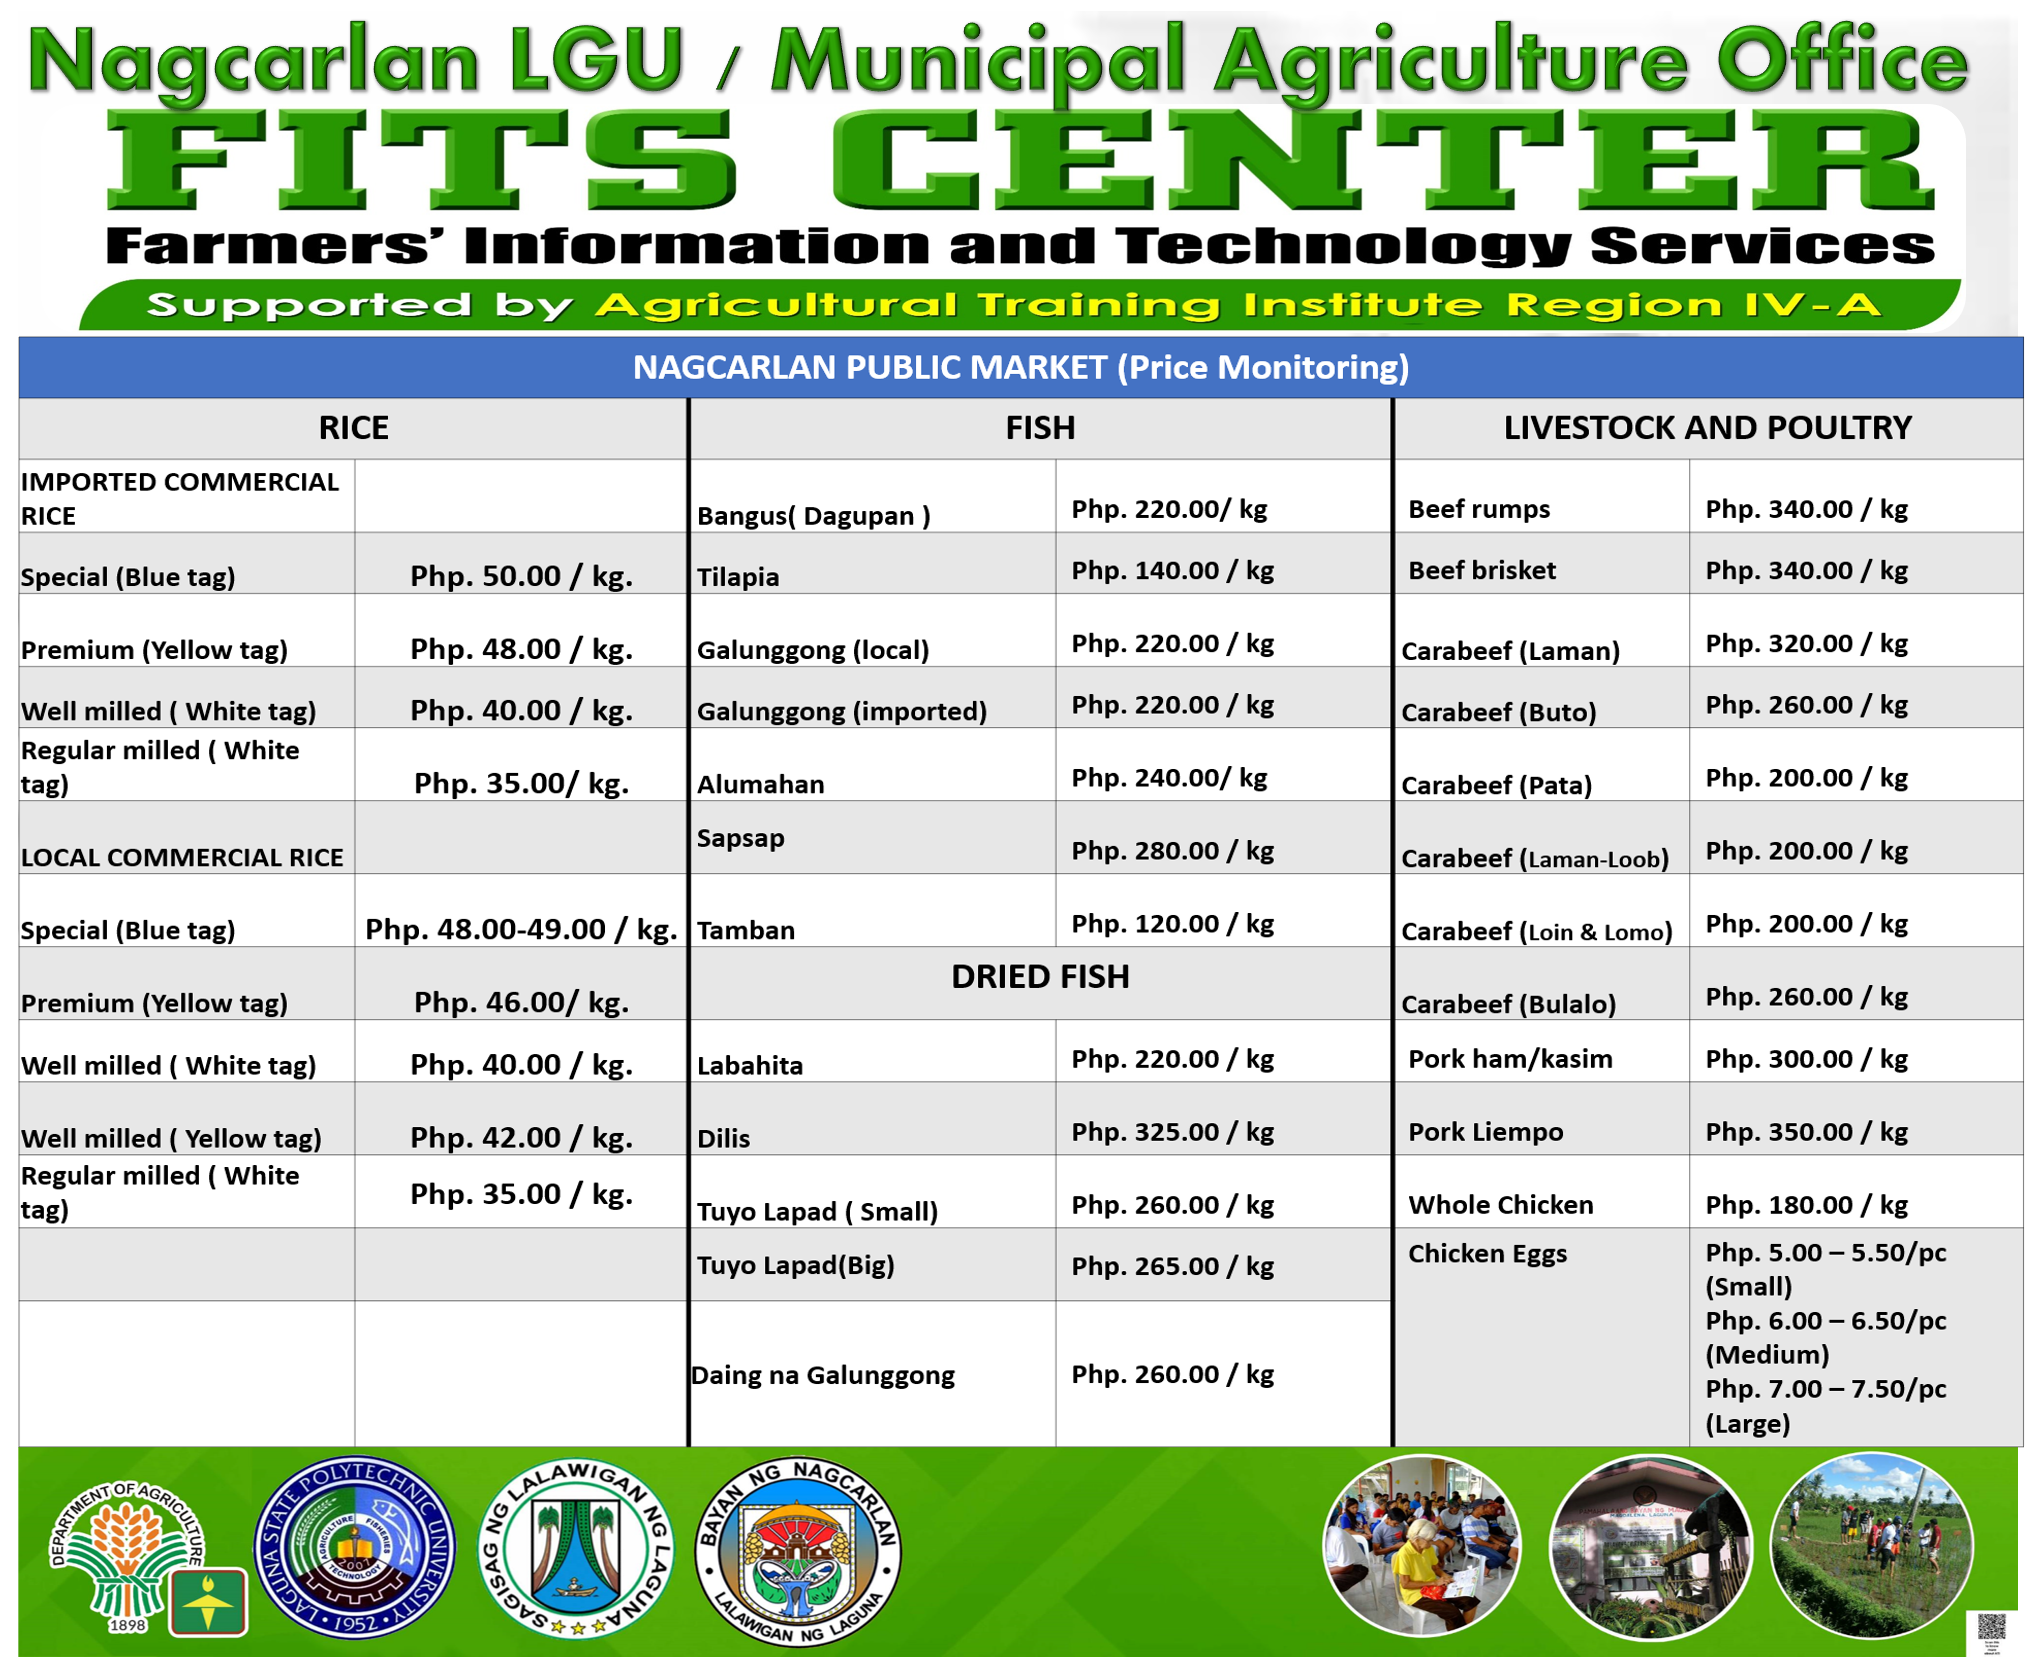 Nagcarlan LGU / Municipal Agriculture Office
FITS CENTER
Farmers' Information and Technology Services
Supported by Agricultural Training Institute Region IV-A
NAGCARLAN PUBLIC MARKET (Price Monitoring)
RICE
IMPORTED COMMERCIAL
RICE
Special (Blue tag) Php. 50.00 / kg.
Premium (Yellow tag) Php. 48.00 / kg.
Well milled ( White tag) Php. 40.00 / kg.
Regular milled ( White
tag) Php. 35.00/ kg.
LOCAL COMMERCIAL RICE
Special (Blue tag) Php. 48.00-49.00 / kg.
Premium (Yellow tag) Php. 46.00/ kg.
Well milled ( White tag) Php. 40.00 / kg.
Well milled ( Yellow tag) Php. 42.00 / kg.
Regular milled ( White
tag) Php. 35.00 / kg.
FISH
Bangus( Dagupan ) Php. 220.00/ kg
Tilapia Php. 140.00 / kg
Galunggong (local) Php. 220.00 / kg
Galunggong (imported) Php. 220.00 / kg
Alumahan Php. 240.00/ kg
Sapsap Php. 280.00 / kg
Tamban Php. 120.00 / kg
DRIED FISH
Labahita Php. 220.00 / kg
Dilis Php. 325.00 / kg
Tuyo Lapad ( Small) Php. 260.00 / kg
Tuyo Lapad(Big) Php. 265.00 / kg
Daing na Galunggong Php. 260.00 / kg
LIVESTOCK AND POULTRY
Beef rumps Php. 340.00 / kg
Beef brisket Php. 340.00 / kg
Carabeef (Laman) Php. 320.00 / kg
Carabeef (Buto) Php. 260.00 / kg
Carabeef (Pata) Php. 200.00 / kg
Carabeef (Laman-Loob) Php. 200.00 / kg
Carabeef (Loin & Lomo) Php. 200.00 / kg
Carabeef (Bulalo) Php. 260.00 / kg
Pork ham/kasim Php. 300.00 / kg
Pork Liempo Php. 350.00 / kg
Whole Chicken Php. 180.00 / kg
Chicken Eggs Php. 5.00 – 5.50/pc
(Small)
Php. 6.00 – 6.50/pc
(Medium)
Php. 7.00 – 7.50/pc
(Large)
DEPARTMENT OF AGRICULTURE
1898
LAGUNA STATE POLYTECHNIC UNIVERSITY
AGRICULTURE FISHERIES
2007
TECHNOLOGY
1952
SAGISAG NG LALAWIGAN NG LAGUNA
BAYAN NG NAGCARLAN
LALAWIGAN NG LAGUNA
MAGDALENA, LAGUNA